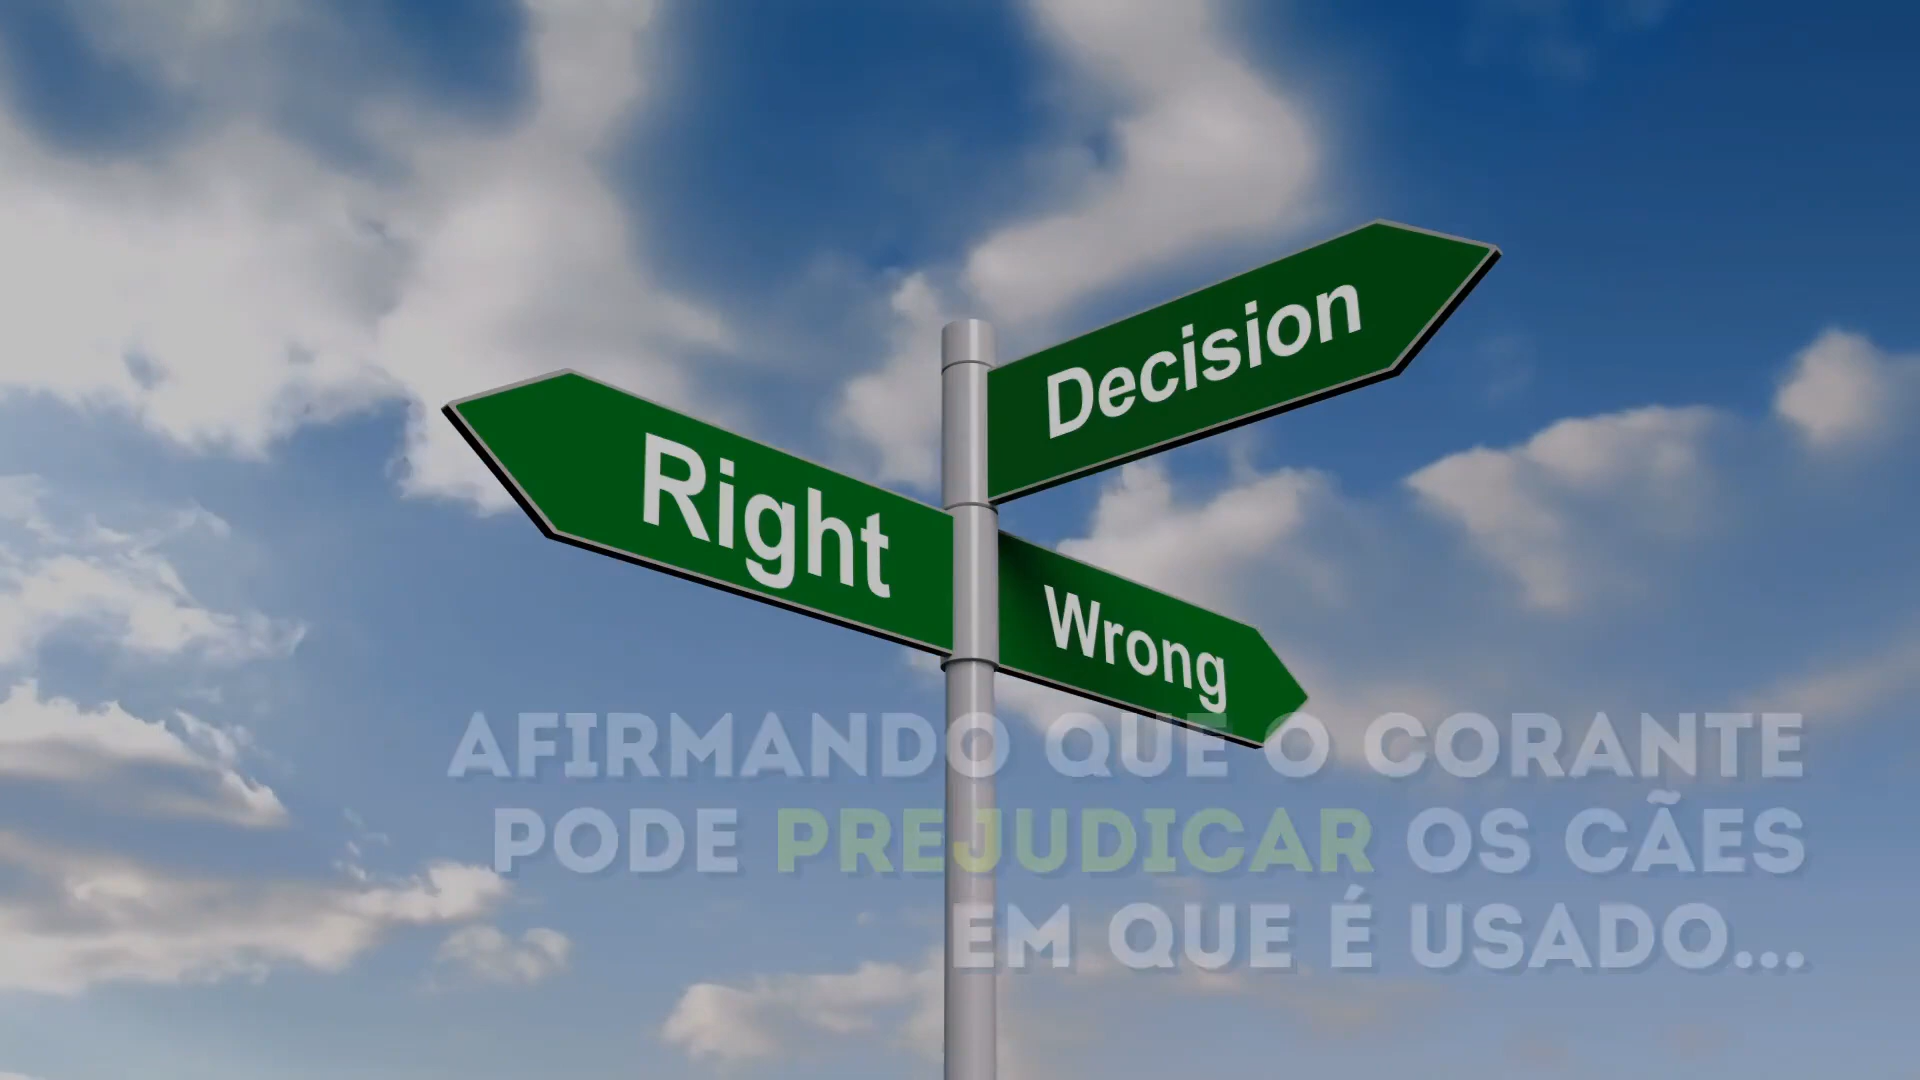 Decision
Right
Wrong
AFIRMANDO QUE O CORANTE
PODE PREJUDICAR OS CÃES
EM QUE É USADO...